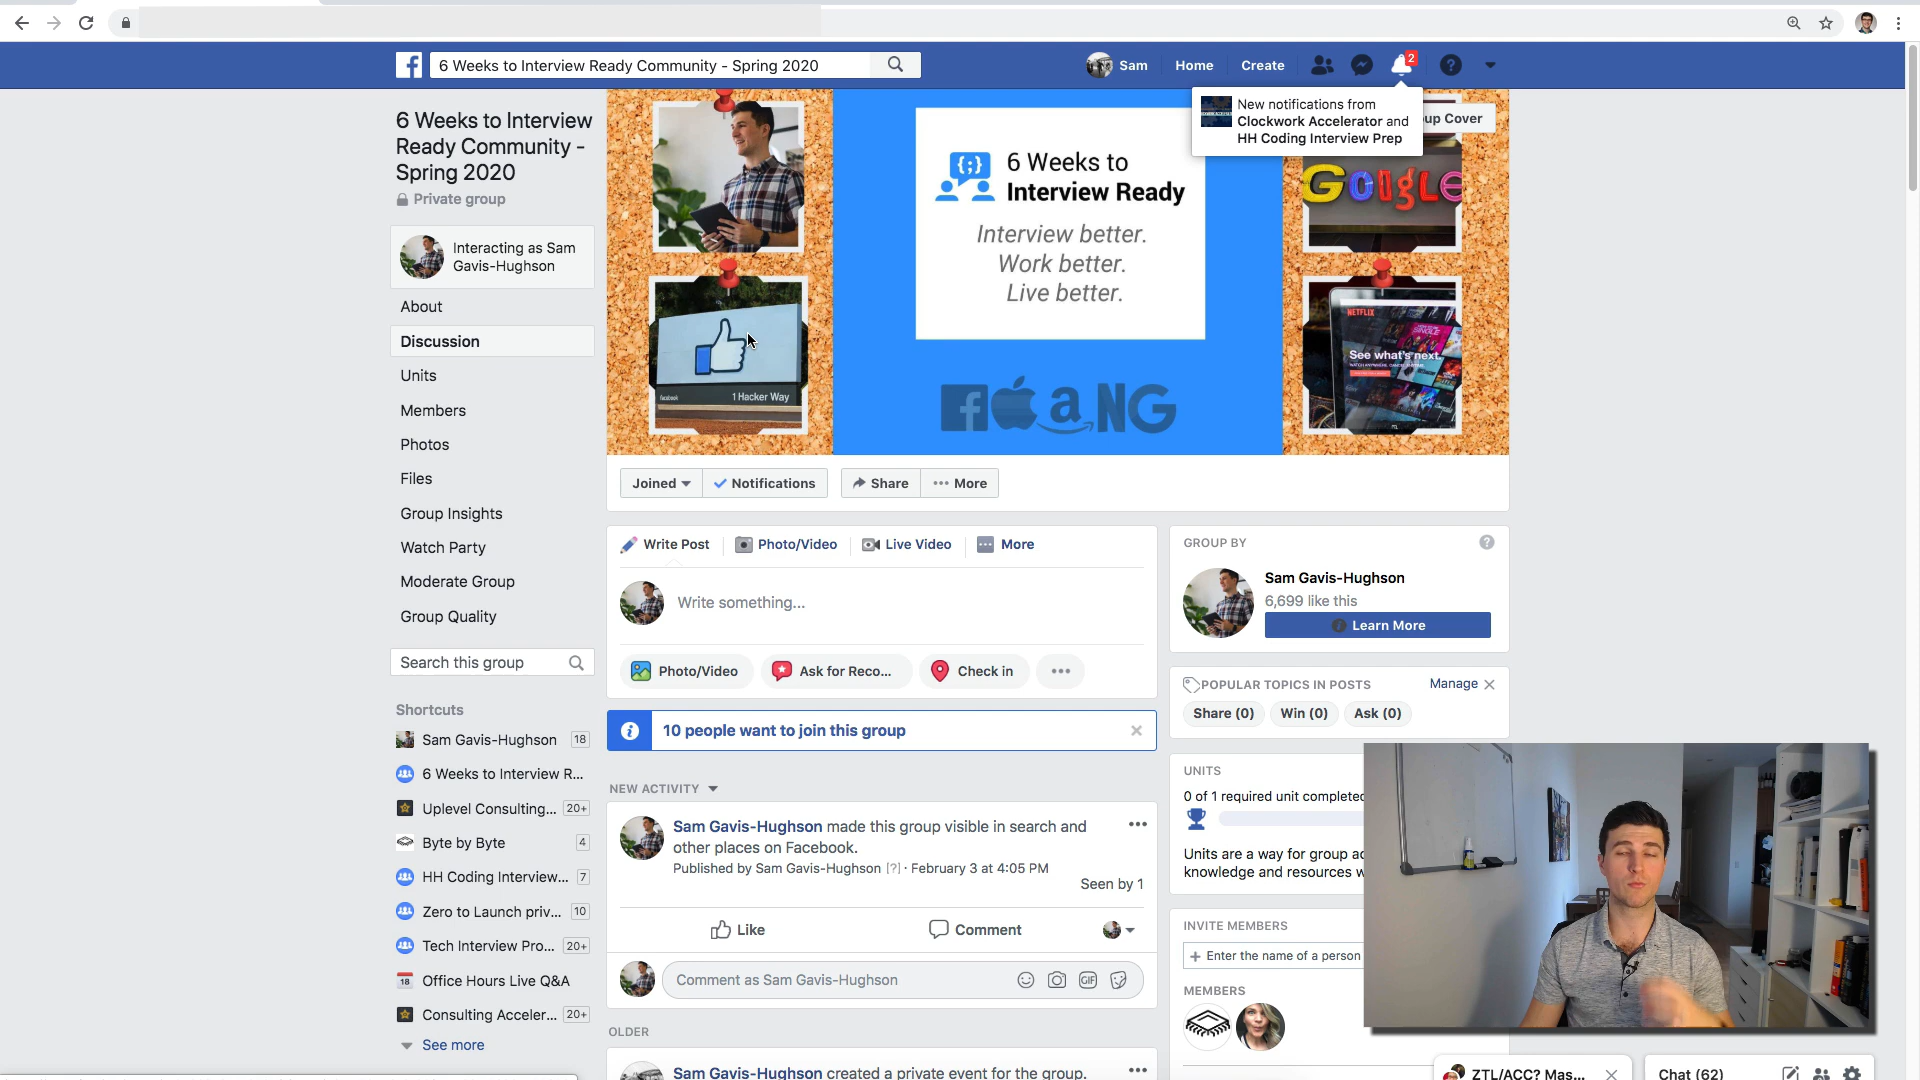 6 Weeks to Interview Ready Community - Spring 2020
Sam
Home
Create
2
New notifications from
Clockwork Accelerator and
HH Coding Interview Prep
up Cover
6 Weeks to Interview
Ready Community -
Spring 2020
Private group
Interacting as Sam
Gavis-Hughson
About
Discussion
Units
Members
Photos
Files
Group Insights
Watch Party
Moderate Group
Group Quality
Search this group
Shortcuts
Sam Gavis-Hughson 18
6 Weeks to Interview R...
Uplevel Consulting... 20+
Byte by Byte 4
HH Coding Interview... 7
Zero to Launch priv... 10
Tech Interview Pro... 20+
18 Office Hours Live Q&A
Consulting Acceler... 20+
See more
{;}
6 Weeks to
Interview Ready
Interview better.
Work better.
Live better.
f a NG
facebook 1 Hacker Way
Google
NETFLIX
See what's next.
Joined
Notifications
Share
More
Write Post
Photo/Video
Live Video
More
Write something...
Photo/Video
Ask for Reco...
Check in
10 people want to join this group
NEW ACTIVITY
Sam Gavis-Hughson made this group visible in search and
other places on Facebook.
Published by Sam Gavis-Hughson [?] · February 3 at 4:05 PM
Seen by 1
Like
Comment
Comment as Sam Gavis-Hughson
GIF
OLDER
Sam Gavis-Hughson created a private event for the group.
GROUP BY
Sam Gavis-Hughson
6,699 like this
Learn More
POPULAR TOPICS IN POSTS
Manage
Share (0)
Win (0)
Ask (0)
UNITS
0 of 1 required unit completed
Units are a way for group ad
knowledge and resources w
INVITE MEMBERS
+ Enter the name of a person
MEMBERS
ZTL/ACC? Mas...
Chat (62)